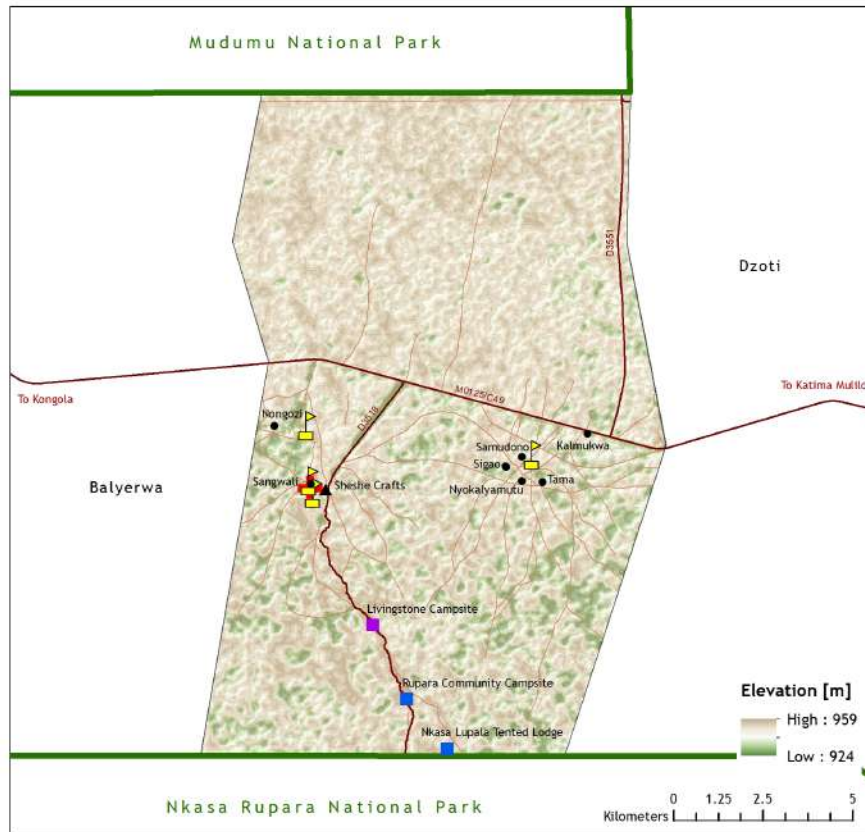 Mudumu National Park
D3551
Dzoti
M0125/C49
To Kongola
To Katima Mulilo
D3518
Nongozi
Samudono
Kalmukwa
Sigao
Balyerwa
Sangwali
Sheshe Crafts
Nyokalyamutu
Tama
Livingstone Campsite
Rupara Community Campsite
Nkasa Lupala Tented Lodge
Elevation [m]
High : 959
Low : 924
Nkasa Rupara National Park
0 1.25 2.5 5
Kilometers